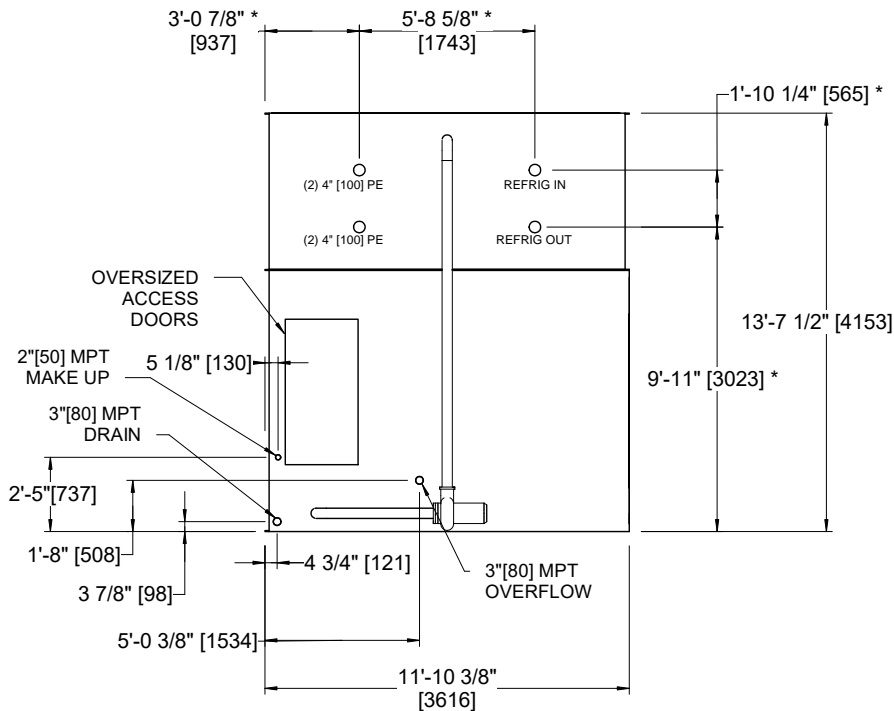 3'-0 7/8" *
[937]
5'-8 5/8" *
[1743]
1'-10 1/4" [565] *
(2) 4" [100] PE
REFRIG IN
(2) 4" [100] PE
REFRIG OUT
OVERSIZED
ACCESS
DOORS
13'-7 1/2" [4153]
2"[50] MPT
MAKE UP
5 1/8" [130]
9'-11" [3023] *
3"[80] MPT
DRAIN
2'-5"[737]
1'-8" [508]
4 3/4" [121]
3"[80] MPT
OVERFLOW
3 7/8" [98]
5'-0 3/8" [1534]
11'-10 3/8"
[3616]